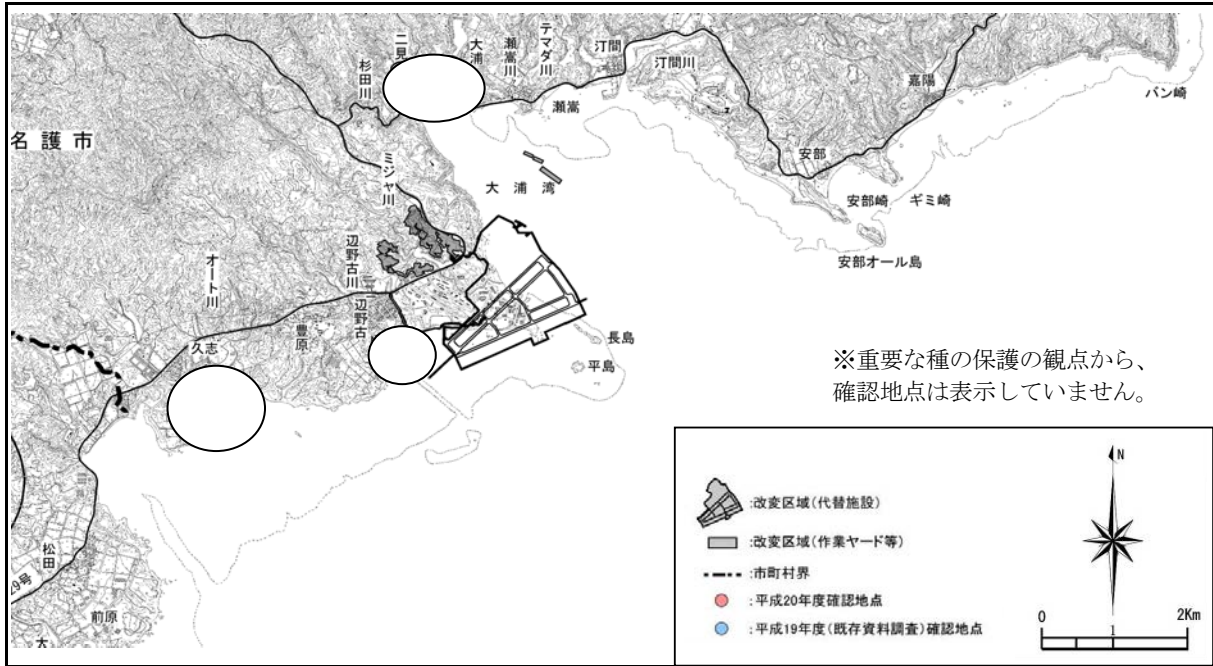 名護市
杉田川
二見
大浦
瀬嵩川
テマダ川
汀間
汀間川
瀬嵩
嘉陽
バン崎
安部
安部崎
ギミ崎
安部オール島
大浦湾
ミジャ川
辺野古川
辺野古
オート川
久志
豊原
長島
平島
松田
29号
前原
※重要な種の保護の観点から、
確認地点は表示していません。
:改変区域(代替施設)
:改変区域(作業ヤード等)
:市町村界
:平成20年度確認地点
:平成19年度(既存資料調査)確認地点
N
0
1
2Km